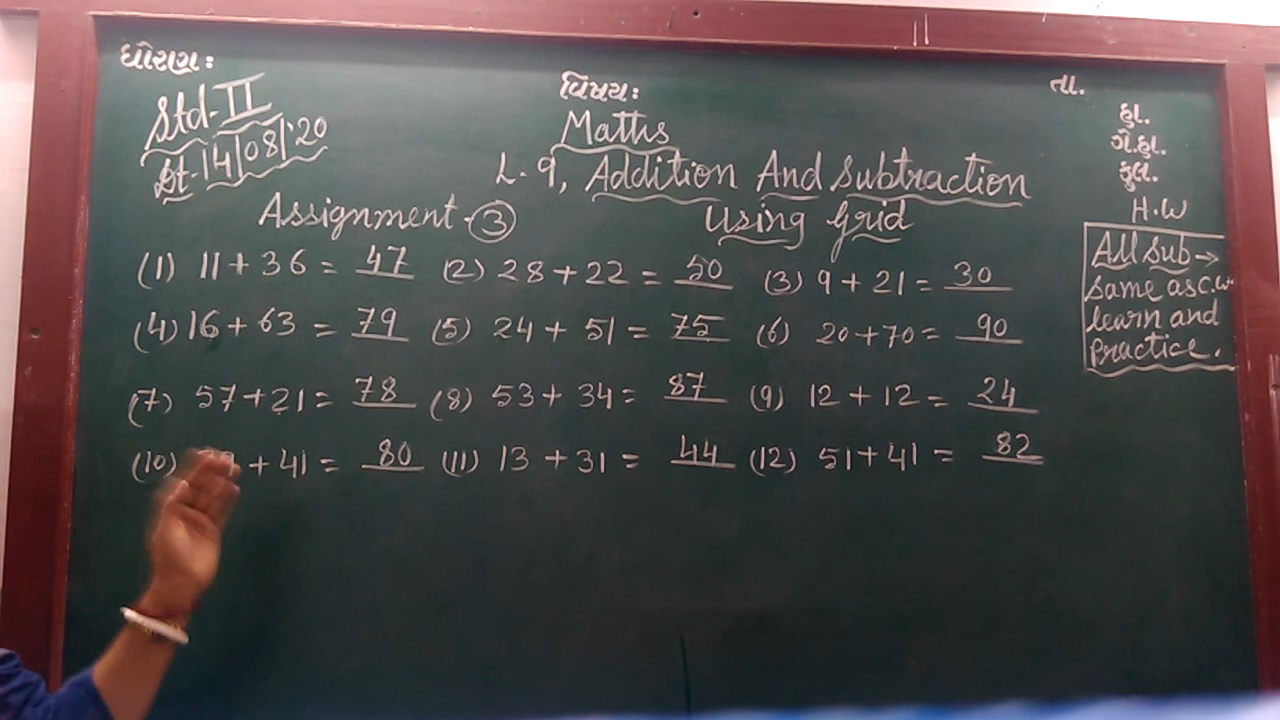 ધોરણ:
Std-II
Dt-14/08/'20
વિષય:
Maths
તા.
હા.
ગે.હા.
કુલ.
L-9, Addition And Subtraction
Using Grid
Assignment-3
(1) 11+36 = 47 (2) 28+22 = 50 (3) 9+21 = 30
(4) 16+63 = 79 (5) 24+51 = 75 (6) 20+70 = 90
(7) 57+21 = 78 (8) 53+34 = 87 (9) 12+12 = 24
(10) +41 = 80 (11) 13+31 = 44 (12) 51+41 = 82
H.W
All Sub→
Same as C.W.
learn and
Practice.